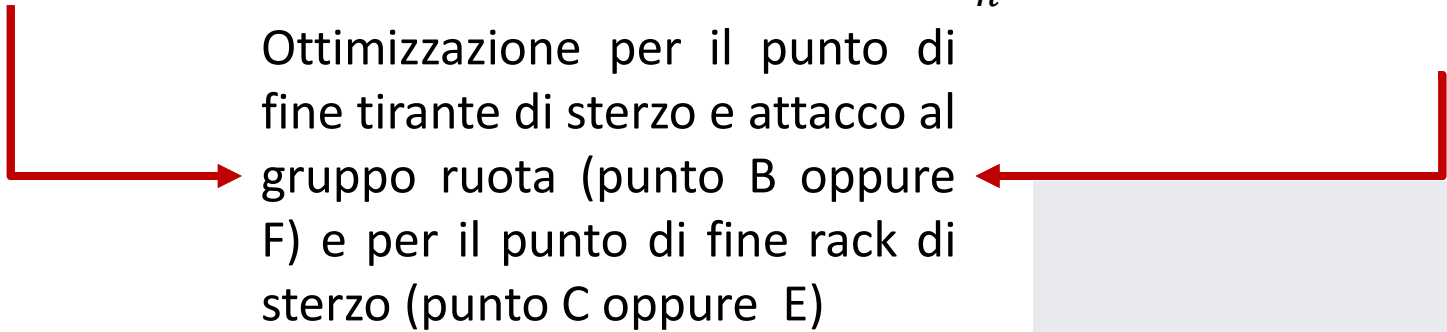 n
Ottimizzazione per il punto di
fine tirante di sterzo e attacco al
gruppo ruota (punto B oppure
F) e per il punto di fine rack di
sterzo (punto C oppure E)